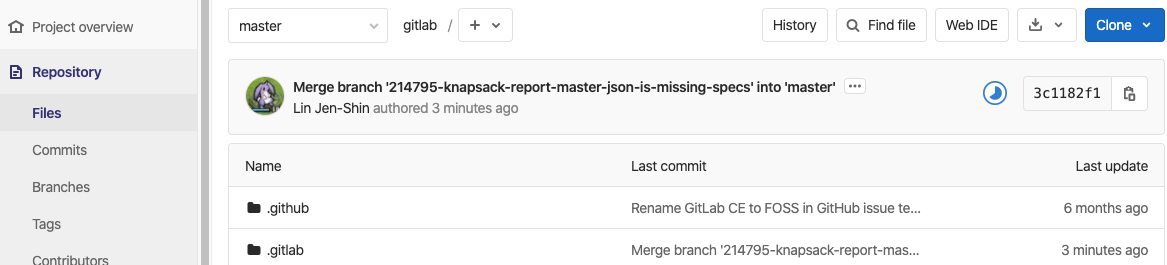 Project overview
Repository
Files
Commits
Branches
Tags
Contributors
master
gitlab /
History
Find file
Web IDE
Clone
Merge branch '214795-knapsack-report-master-json-is-missing-specs' into 'master'
Lin Jen-Shin authored 3 minutes ago
3c1182f1
Name Last commit Last update
.github Rename GitLab CE to FOSS in GitHub issue te... 6 months ago
.gitlab Merge branch '214795-knapsack-report-mas... 3 minutes ago